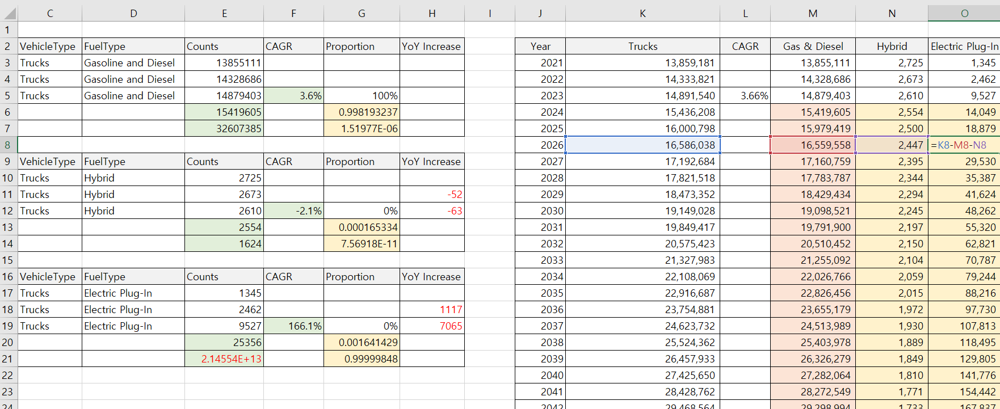 C D E F G H I J K L M N O
1
2 VehicleType FuelType Counts CAGR Proportion YoY Increase Year Trucks CAGR Gas & Diesel Hybrid Electric Plug-In
3 Trucks Gasoline and Diesel 13855111 2021 13,859,181 13,855,111 2,725 1,345
4 Trucks Gasoline and Diesel 14328686 2022 14,333,821 14,328,686 2,673 2,462
5 Trucks Gasoline and Diesel 14879403 3.6% 100% 2023 14,891,540 3.66% 14,879,403 2,610 9,527
6 15419605 0.998193237 2024 15,436,208 15,419,605 2,554 14,049
7 32607385 1.51977E-06 2025 16,000,798 15,979,419 2,500 18,879
8 2026 16,586,038 16,559,558 2,447 =K8-M8-N8
9 VehicleType FuelType Counts CAGR Proportion YoY Increase 2027 17,192,684 17,160,759 2,395 29,530
10 Trucks Hybrid 2725 2028 17,821,518 17,783,787 2,344 35,387
11 Trucks Hybrid 2673 -52 2029 18,473,352 18,429,434 2,294 41,624
12 Trucks Hybrid 2610 -2.1% 0% -63 2030 19,149,028 19,098,521 2,245 48,262
13 2554 0.000165334 2031 19,849,417 19,791,900 2,197 55,320
14 1624 7.56918E-11 2032 20,575,423 20,510,452 2,150 62,821
15 2033 21,327,983 21,255,092 2,104 70,787
16 VehicleType FuelType Counts CAGR Proportion YoY Increase 2034 22,108,069 22,026,766 2,059 79,244
17 Trucks Electric Plug-In 1345 2035 22,916,687 22,826,456 2,015 88,216
18 Trucks Electric Plug-In 2462 1117 2036 23,754,881 23,655,179 1,972 97,730
19 Trucks Electric Plug-In 9527 166.1% 0% 7065 2037 24,623,732 24,513,989 1,930 107,813
20 25356 0.001641429 2038 25,524,362 25,403,978 1,889 118,495
21 2.14554E+13 0.99999848 2039 26,457,933 26,326,279 1,849 129,805
22 2040 27,425,650 27,282,064 1,810 141,776
23 2041 28,428,762 28,272,549 1,771 154,442
24 2042 29,468,564 29,298,994 1,733 167,837